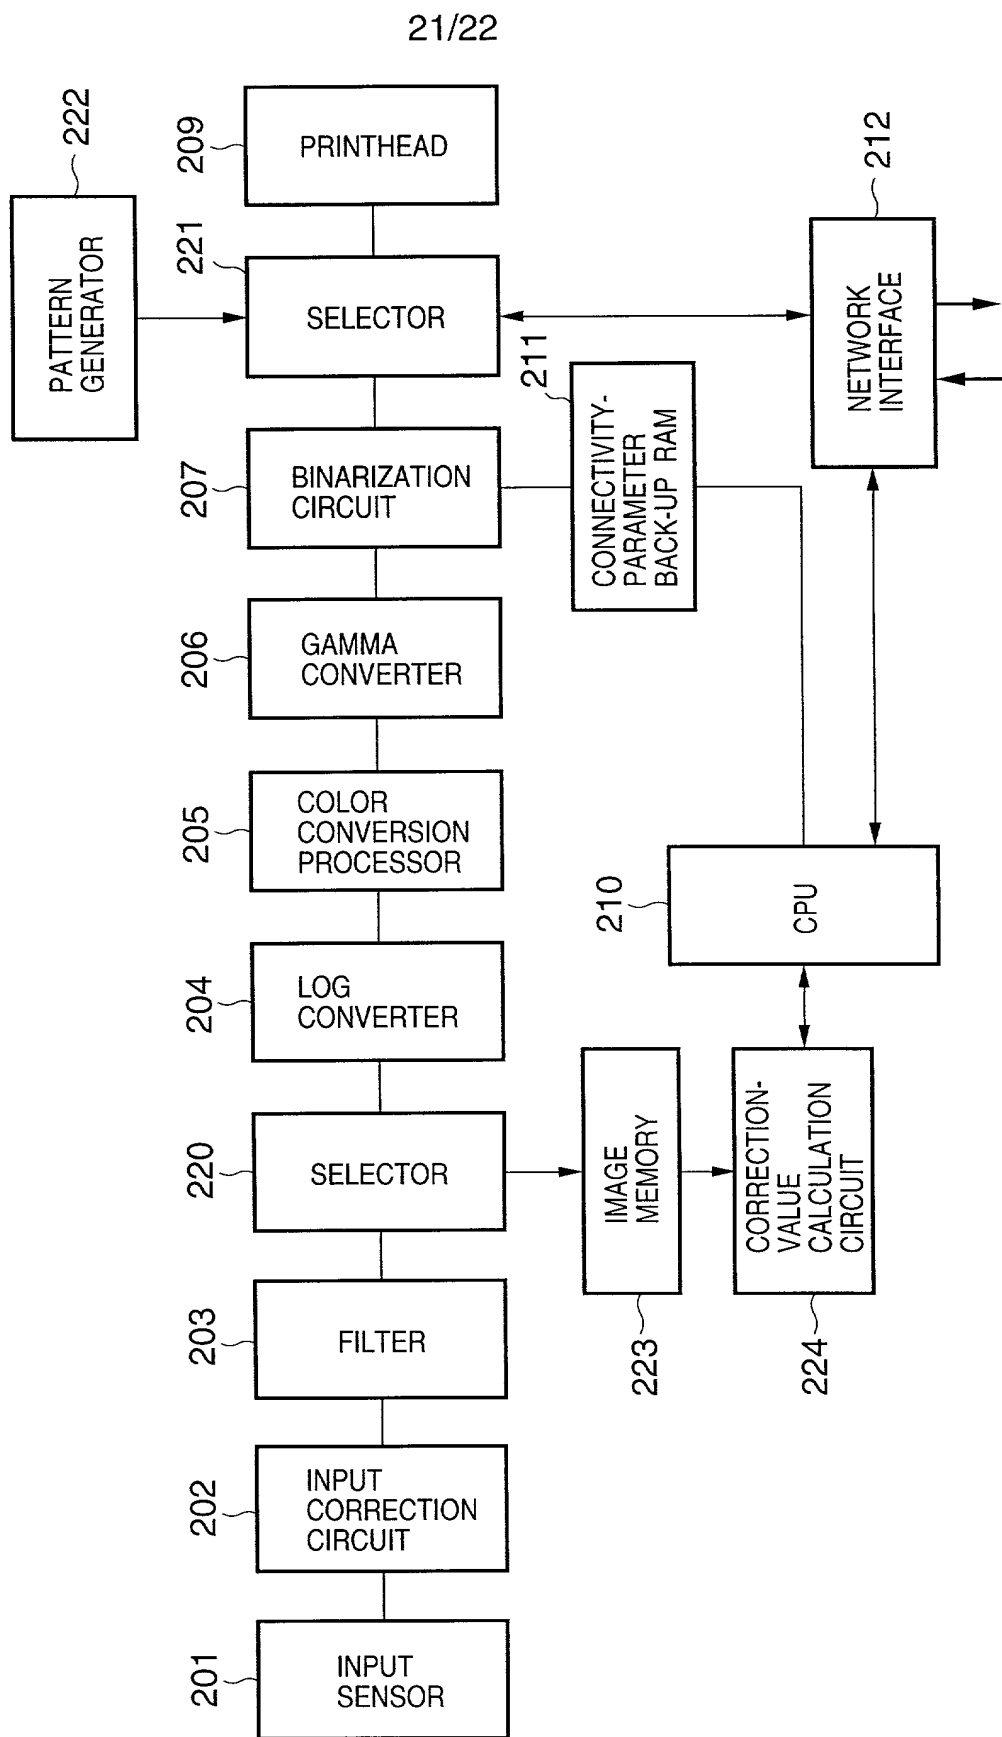 21/22
222
PATTERN
GENERATOR
209
PRINTHEAD
221
SELECTOR
212
NETWORK
INTERFACE
211
CONNECTIVITY-
PARAMETER
BACK-UP RAM
207
BINARIZATION
CIRCUIT
206
GAMMA
CONVERTER
205
COLOR
CONVERSION
PROCESSOR
210
CPU
204
LOG
CONVERTER
220
SELECTOR
IMAGE
MEMORY
223
CORRECTION-
VALUE
CALCULATION
CIRCUIT
224
203
FILTER
202
INPUT
CORRECTION
CIRCUIT
201
INPUT
SENSOR